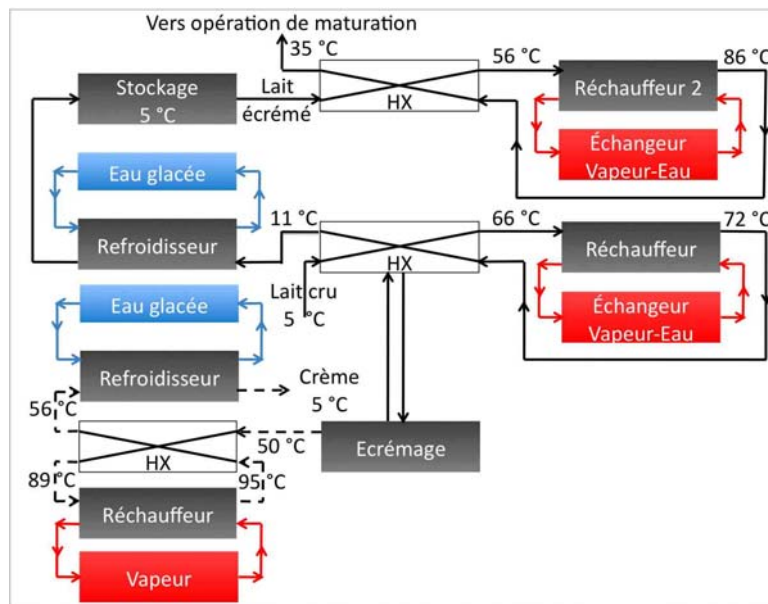 Vers opération de maturation
35 °C
56 °C
86 °C
Stockage
5 °C
Lait
écrémé
HX
Réchauffeur 2
Échangeur
Vapeur-Eau
Eau glacée
Refroidisseur
11 °C
66 °C
72 °C
HX
Réchauffeur
Lait cru
5 °C
Échangeur
Vapeur-Eau
Eau glacée
Refroidisseur
Crème
5 °C
56 °C
50 °C
Ecrémage
HX
89 °C
95 °C
Réchauffeur
Vapeur